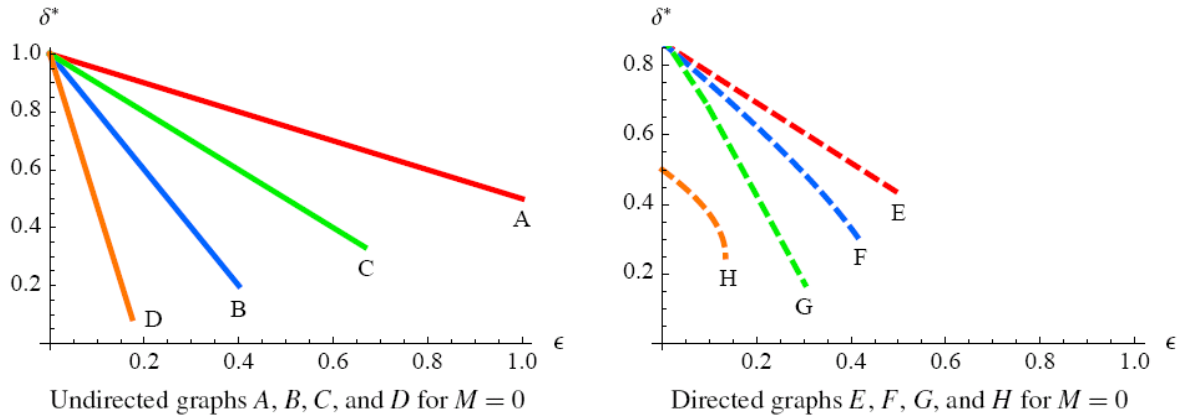 δ*
1.0
0.8
0.6
0.4
0.2
0.2 0.4 0.6 0.8 1.0 ϵ
A
C
B
D
Undirected graphs A, B, C, and D for M = 0
δ*
0.8
0.6
0.4
0.2
0.2 0.4 0.6 0.8 1.0 ϵ
E
F
H
G
Directed graphs E, F, G, and H for M = 0